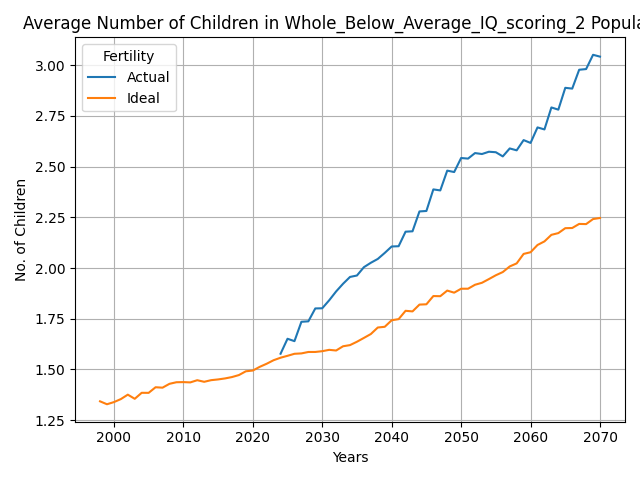 Average Number of Children in Whole_Below_Average_IQ_scoring_2 Popula
Fertility
Actual
Ideal
3.00
2.75
2.50
2.25
2.00
1.75
1.50
1.25
No. of Children
2000 2010 2020 2030 2040 2050 2060 2070
Years